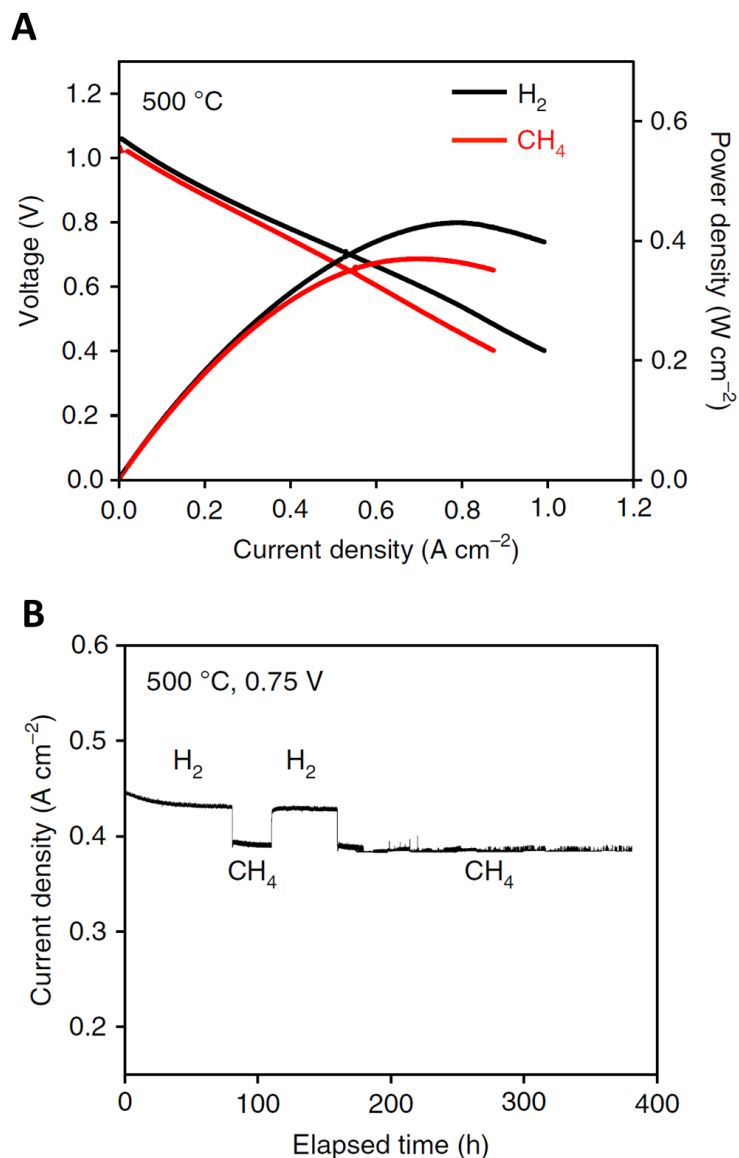 A
500 °C
H₂
CH₄
1.2
1.0
0.8
0.6
0.4
0.2
0.0
Voltage (V)
0.6
0.4
0.2
0.0
Power density (W cm⁻²)
0.0 0.2 0.4 0.6 0.8 1.0 1.2
Current density (A cm⁻²)
B
500 °C, 0.75 V
H₂ H₂
CH₄ CH₄
0.6
0.5
0.4
0.3
0.2
Current density (A cm⁻²)
0 100 200 300 400
Elapsed time (h)